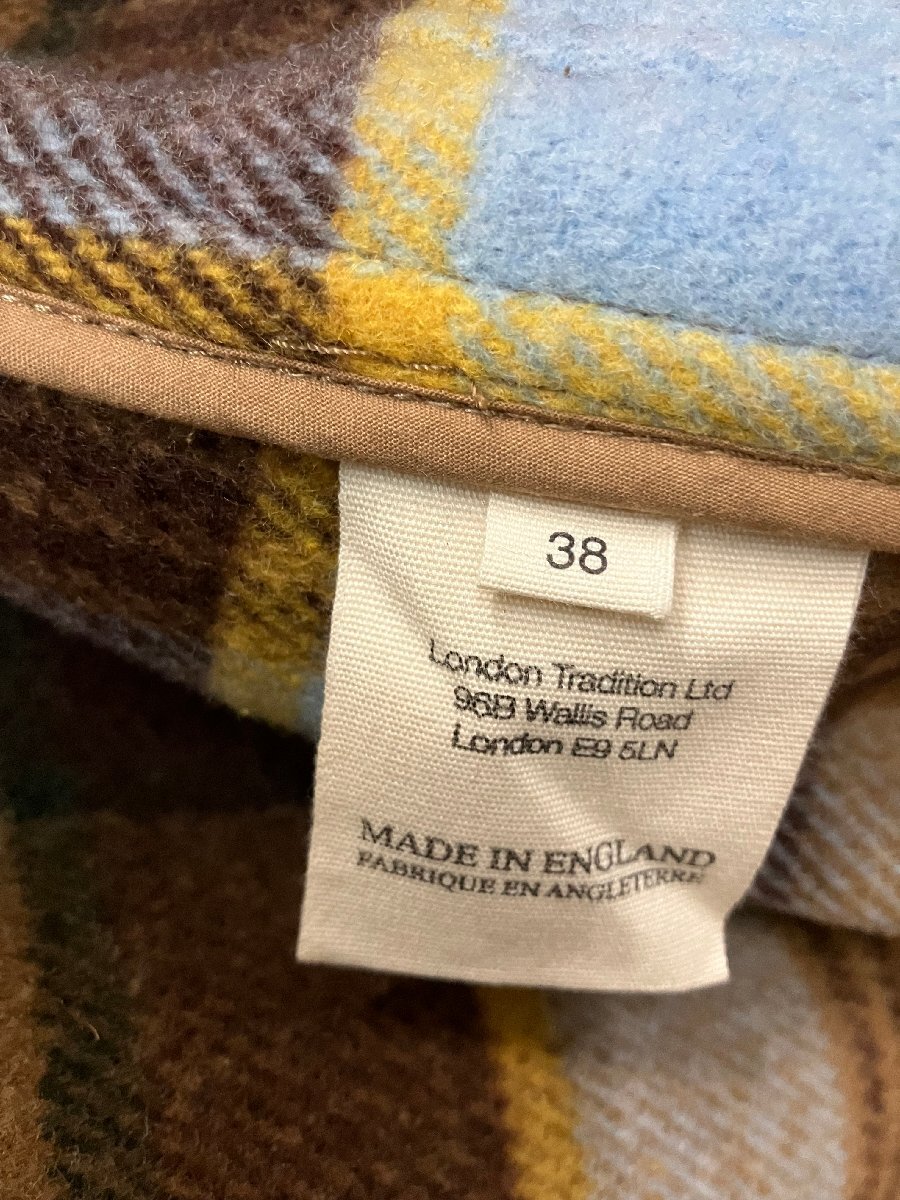 38
London Tradition Ltd
96B Wallis Road
London E9 5LN
MADE IN ENGLAND
FABRIQUE EN ANGLETERRE